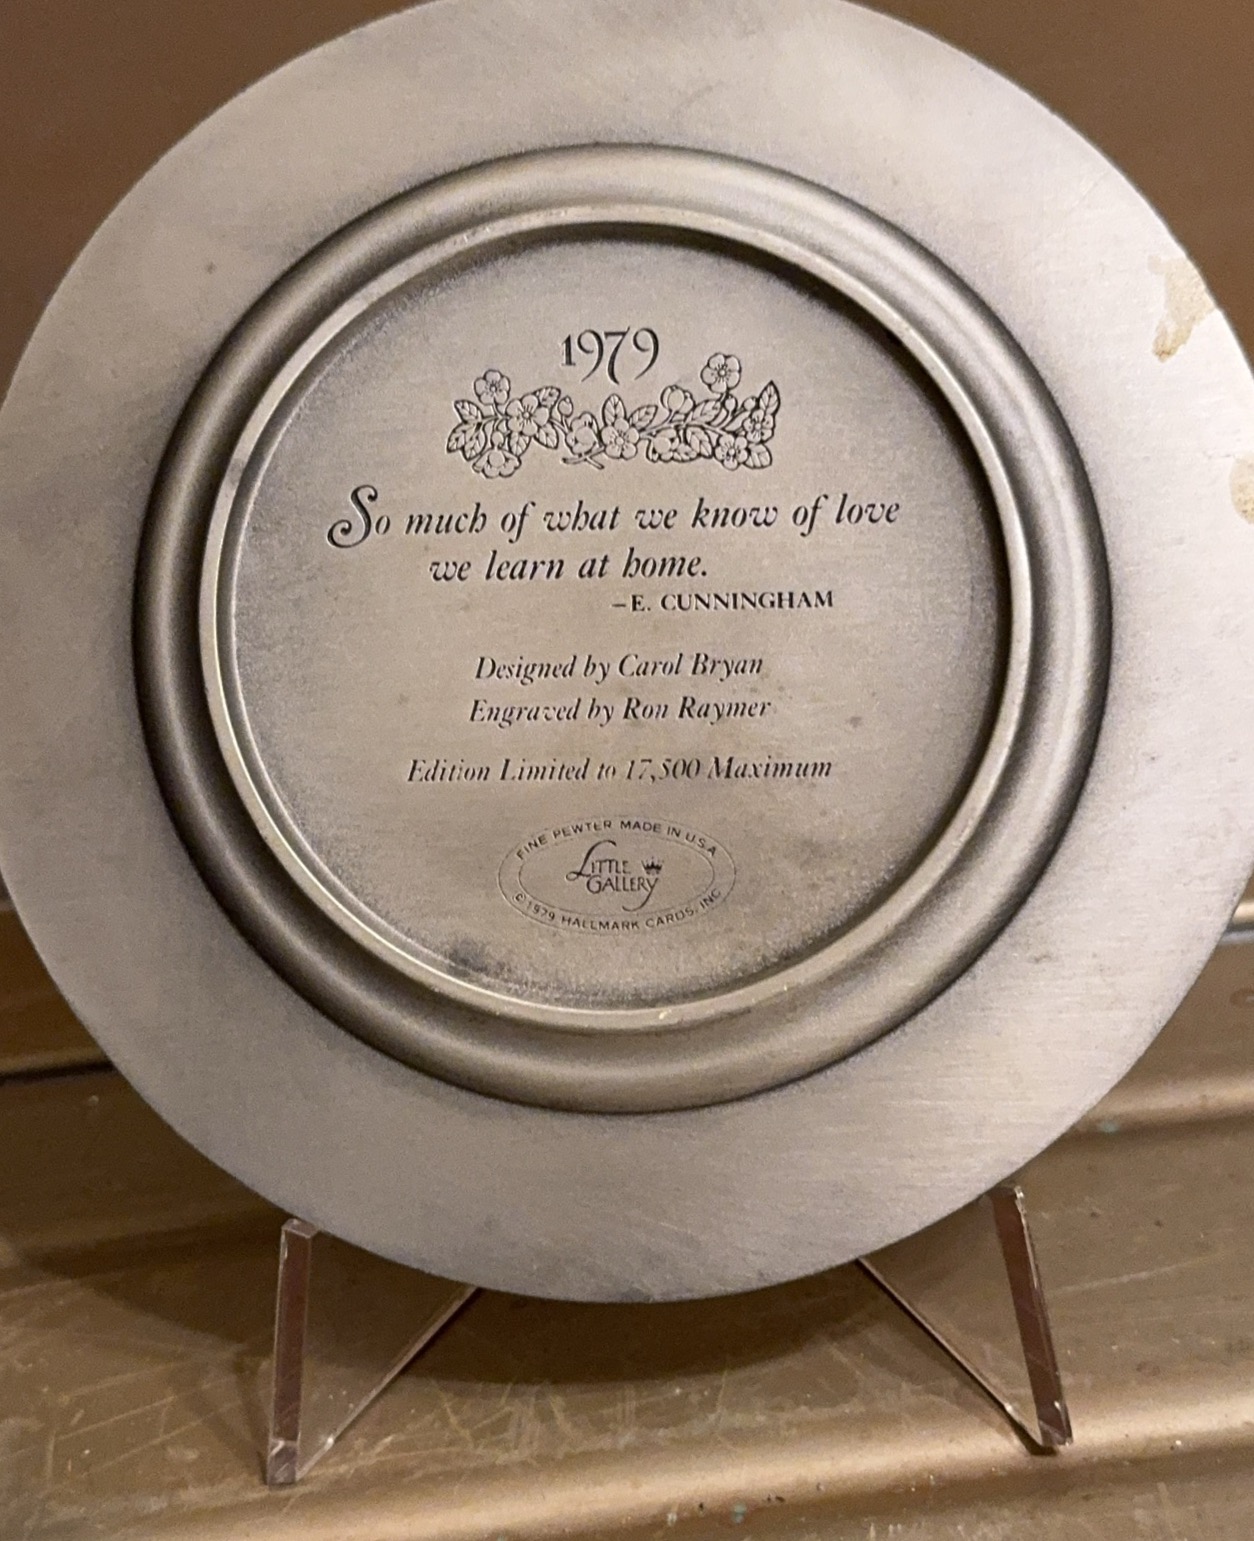 1979
So much of what we know of love
we learn at home.
–E. CUNNINGHAM
Designed by Carol Bryan
Engraved by Ron Raymer
Edition Limited to 17,500 Maximum
FINE PEWTER MADE IN U.S.A.
LITTLE
GALLERY
© 1979 HALLMARK CARDS, INC.